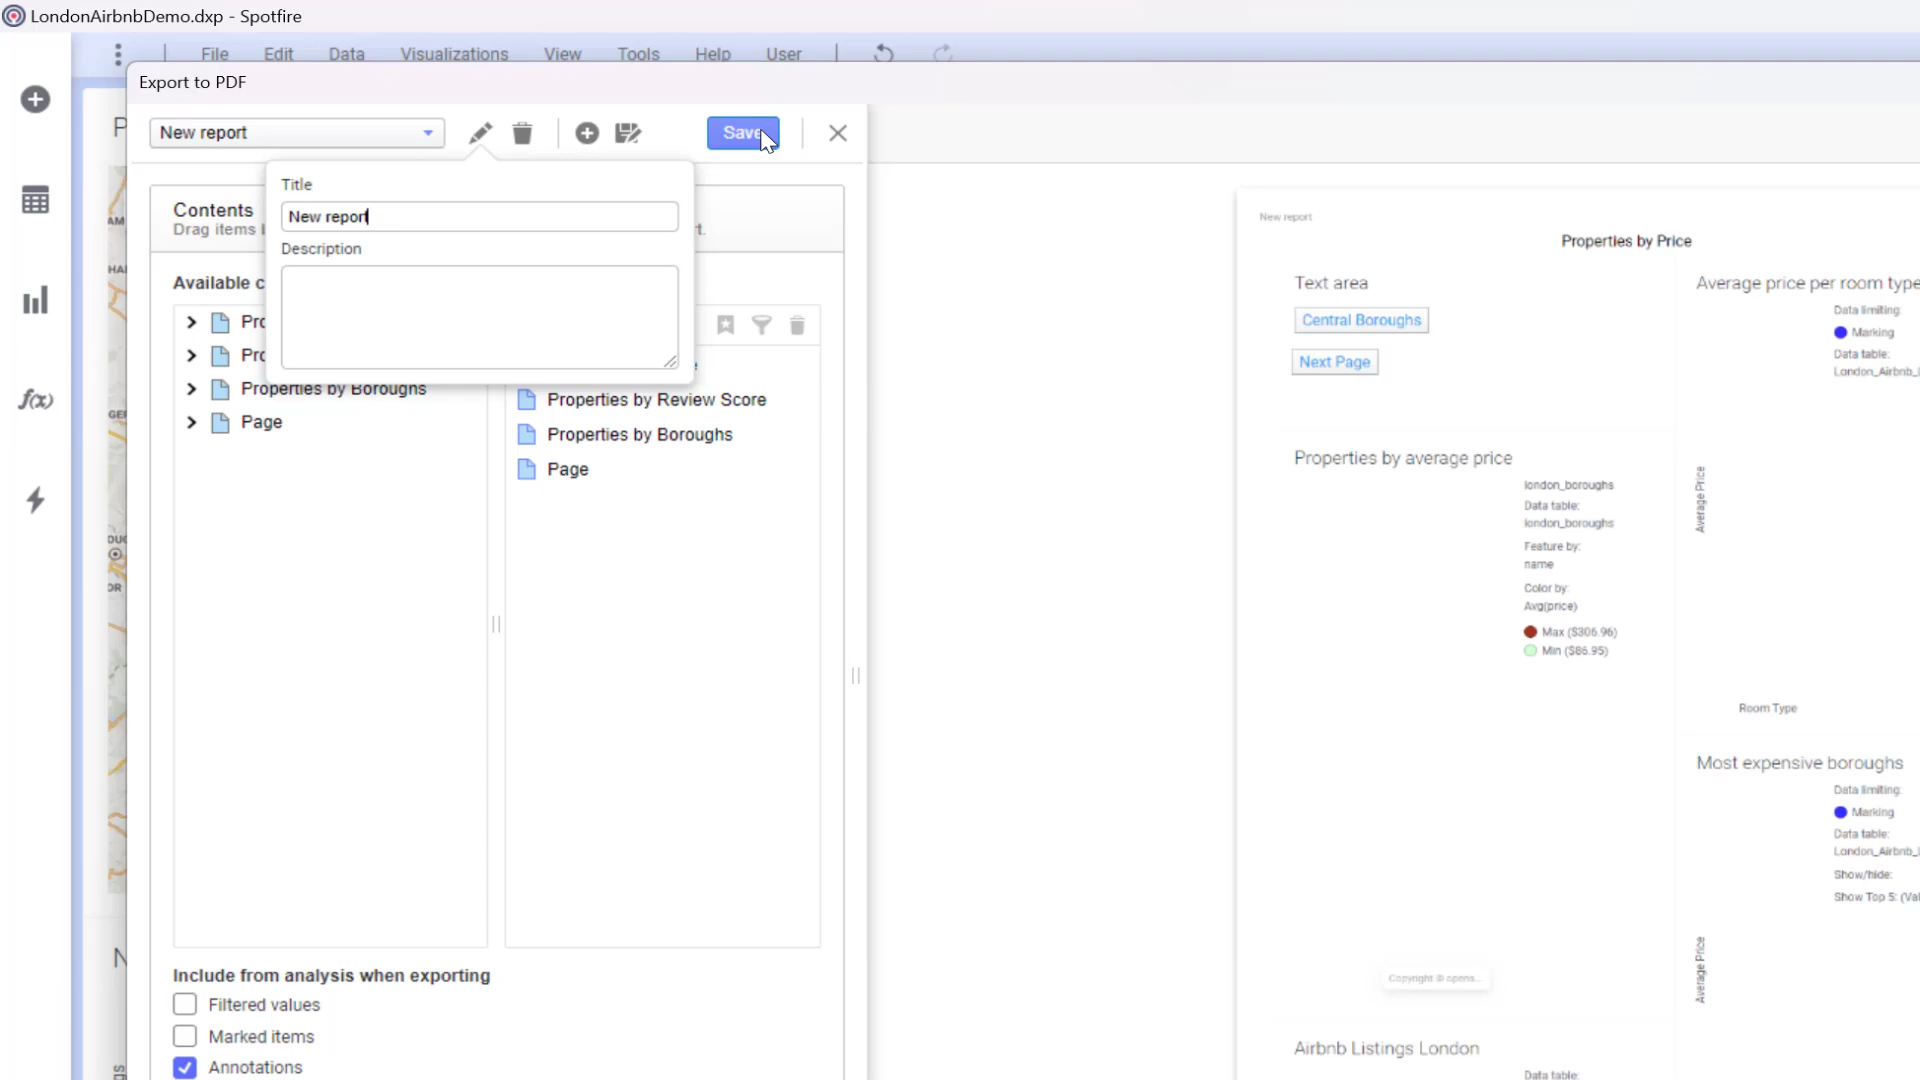 LondonAirbnbDemo.dxp - Spotfire
File Edit Data Visualizations View Tools Help User
Export to PDF
New report
Save
Title
New report
Description
Contents
Drag items
Available c
Pro
Pro
Properties by Boroughs
Page
Properties by Review Score
Properties by Boroughs
Page
Include from analysis when exporting
Filtered values
Marked items
Annotations
f(x)
New report
Properties by Price
Text area
Central Boroughs
Next Page
Average price per room type
Data limiting:
Marking
Data table:
London_Airbnb_
Properties by average price
london_boroughs
Data table:
london_boroughs
Feature by:
name
Color by:
Avg(price)
Max ($306.96)
Min ($86.95)
Copyright © opens...
Average Price
Room Type
Most expensive boroughs
Data limiting:
Marking
Data table:
London_Airbnb_
Show/hide:
Show Top 5: (Val
Average Price
Airbnb Listings London
Data table: